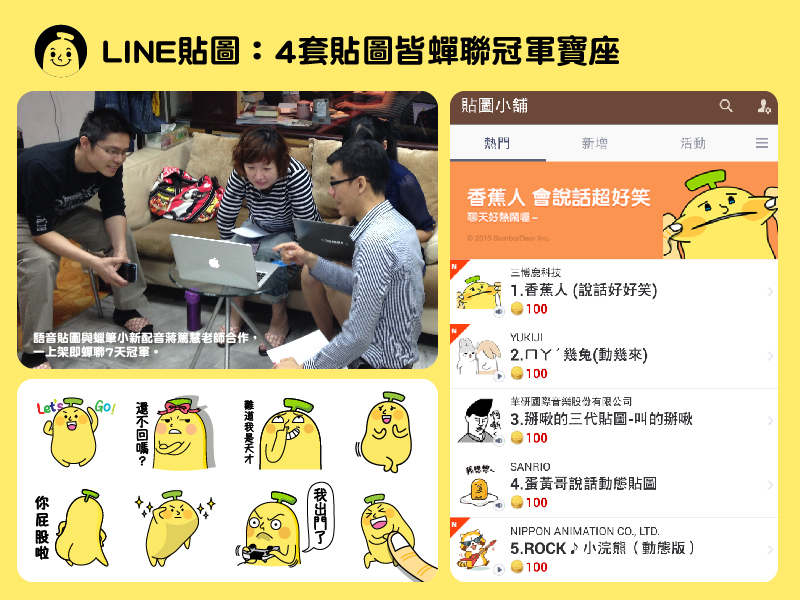 LINE貼圖：4套貼圖皆蟬聯冠軍寶座
語音貼圖與蠟筆小新配音蔣篤慧老師合作，
一上架即蟬聯7天冠軍。
貼圖小舖
熱門 新增 活動
香蕉人 會說話超好笑
聊天好熱鬧喔~
© 2015 SamberDeer Inc.
三博鹿科技
1.香蕉人 (說話好好笑)
100
YUKIJI
2.ㄇㄚˊ幾兔(動幾來)
100
華研國際音樂股份有限公司
3.掰啾的三代貼圖-叫的掰啾
100
SANRIO
4.蛋黃哥說話動態貼圖
100
NIPPON ANIMATION CO., LTD.
5.ROCK♪小浣熊（動態版）
100
Let's Go!
還不回嗎？
難道我是天才
你屁股啦
我出門了